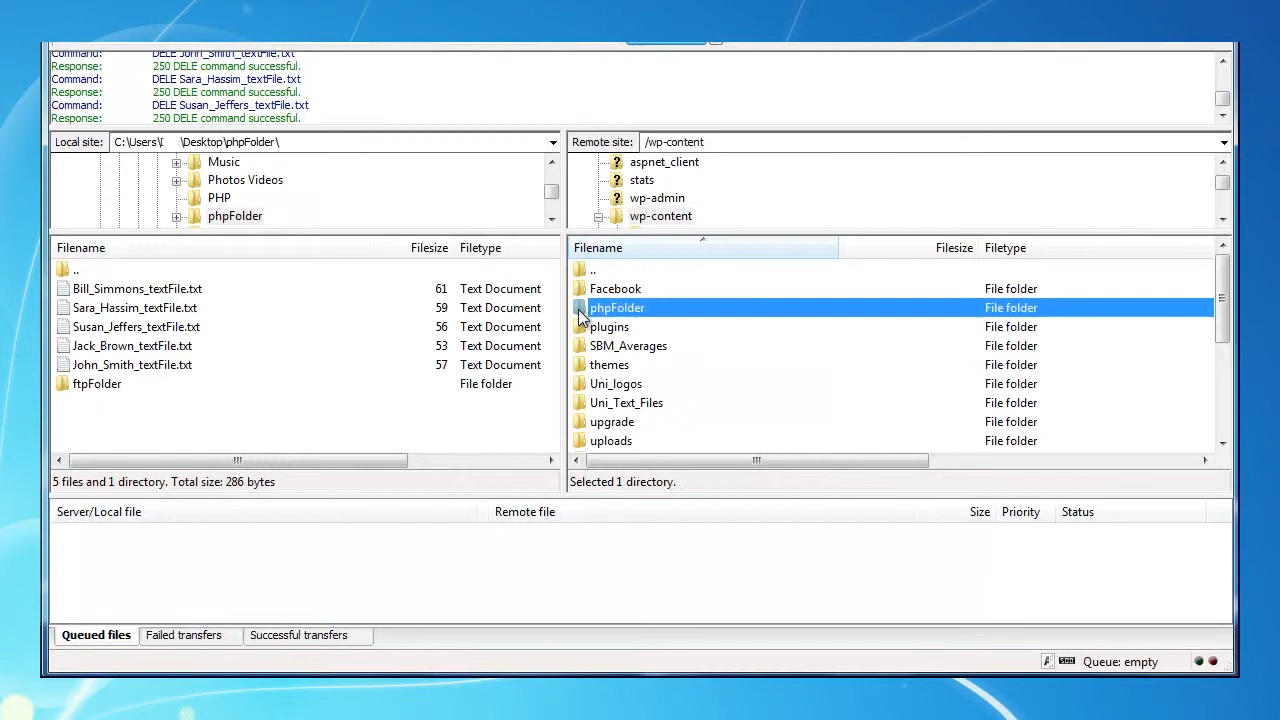 Command: DELE John_Smith_textFile.txt
Response: 250 DELE command successful.
Command: DELE Sara_Hassim_textFile.txt
Response: 250 DELE command successful.
Command: DELE Susan_Jeffers_textFile.txt
Response: 250 DELE command successful.
Local site: C:\Users\ \Desktop\phpFolder\
Music
Photos Videos
PHP
phpFolder
Remote site: /wp-content
? aspnet_client
? stats
? wp-admin
wp-content
Filename Filesize Filetype
..
Bill_Simmons_textFile.txt 61 Text Document
Sara_Hassim_textFile.txt 59 Text Document
Susan_Jeffers_textFile.txt 56 Text Document
Jack_Brown_textFile.txt 53 Text Document
John_Smith_textFile.txt 57 Text Document
ftpFolder File folder
5 files and 1 directory. Total size: 286 bytes
Filename Filesize Filetype
..
Facebook File folder
phpFolder File folder
plugins File folder
SBM_Averages File folder
themes File folder
Uni_logos File folder
Uni_Text_Files File folder
upgrade File folder
uploads File folder
Selected 1 directory.
Server/Local file Remote file Size Priority Status
Queued files Failed transfers Successful transfers
Queue: empty